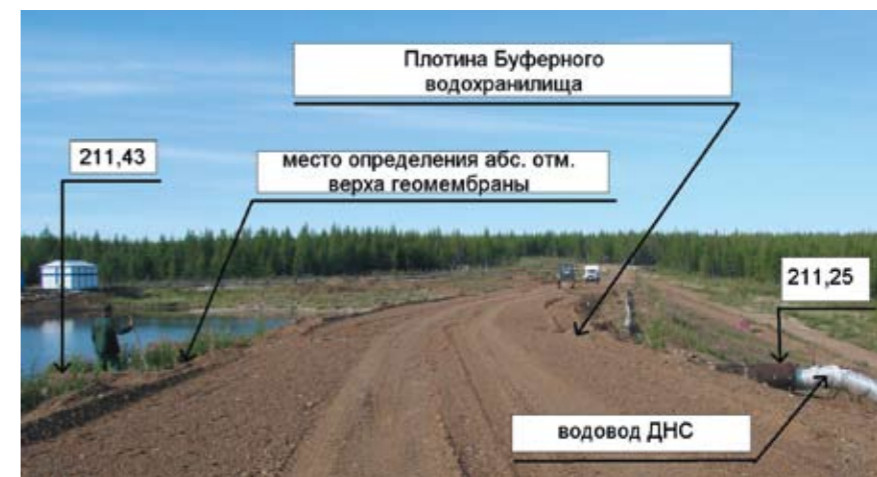 Плотина Буферного
водохранилища
211,43
место определения абс. отм.
верха геомембраны
211,25
водовод ДНС